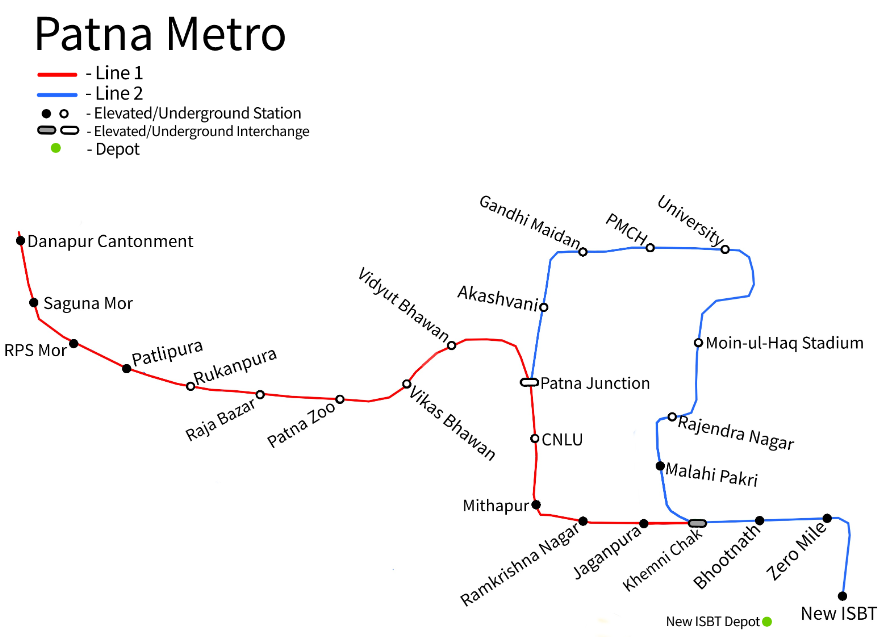 Patna Metro
- Line 1
- Line 2
- Elevated/Underground Station
- Elevated/Underground Interchange
- Depot
Danapur Cantonment
Saguna Mor
RPS Mor
Patlipura
Rukanpura
Raja Bazar
Patna Zoo
Vikas Bhawan
Vidyut Bhawan
Patna Junction
CNLU
Mithapur
Ramkrishna Nagar
Jaganpura
Khemni Chak
Akashvani
Gandhi Maidan
PMCH
University
Moin-ul-Haq Stadium
Rajendra Nagar
Malahi Pakri
Bhootnath
Zero Mile
New ISBT
New ISBT Depot